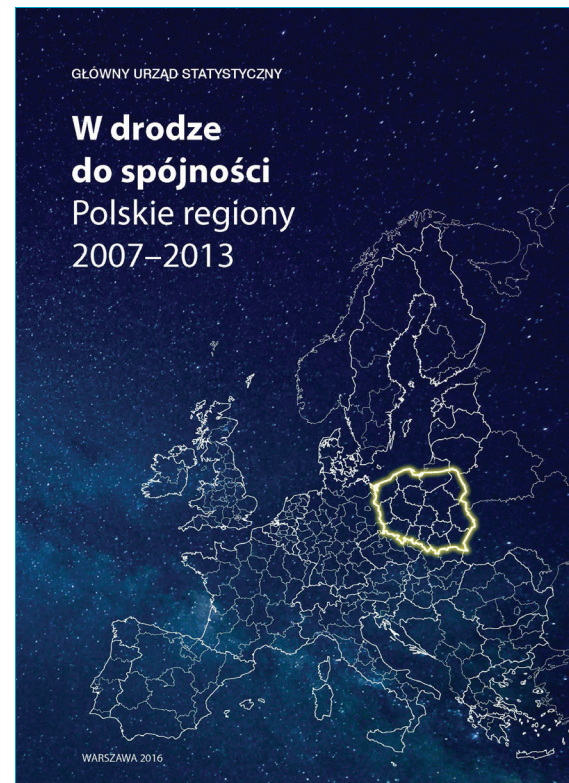 GŁÓWNY URZĄD STATYSTYCZNY
W drodze
do spójności
Polskie regiony
2007–2013
WARSZAWA 2016